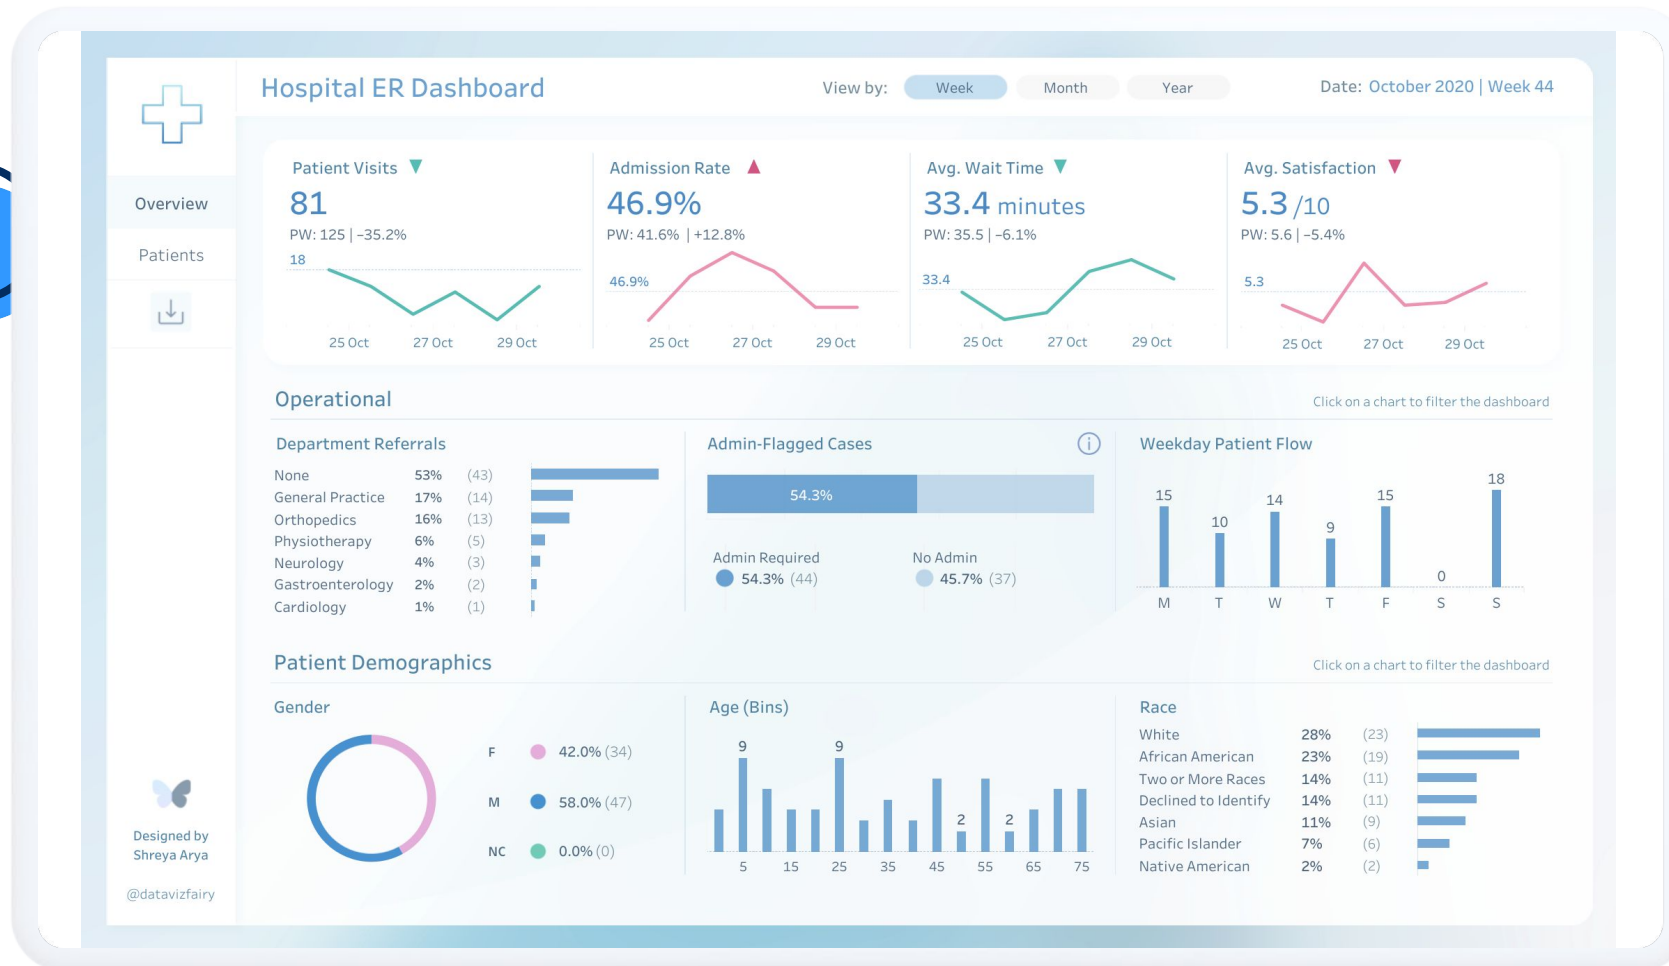 Hospital ER Dashboard
View by: Week Month Year
Date: October 2020 | Week 44
Overview
Patients
Designed by
Shreya Arya
@datavizfairy
Patient Visits
81
PW: 125 | -35.2%
18
25 Oct 27 Oct 29 Oct
Admission Rate
46.9%
PW: 41.6% | +12.8%
46.9%
25 Oct 27 Oct 29 Oct
Avg. Wait Time
33.4 minutes
PW: 35.5 | -6.1%
33.4
25 Oct 27 Oct 29 Oct
Avg. Satisfaction
5.3 /10
PW: 5.6 | -5.4%
5.3
25 Oct 27 Oct 29 Oct
Operational
Click on a chart to filter the dashboard
Department Referrals
None 53% (43)
General Practice 17% (14)
Orthopedics 16% (13)
Physiotherapy 6% (5)
Neurology 4% (3)
Gastroenterology 2% (2)
Cardiology 1% (1)
Admin-Flagged Cases
i
54.3%
Admin Required No Admin
54.3% (44) 45.7% (37)
Weekday Patient Flow
15 10 14 9 15 0 18
M T W T F S S
Patient Demographics
Click on a chart to filter the dashboard
Gender
F 42.0% (34)
M 58.0% (47)
NC 0.0% (0)
Age (Bins)
9 9 2 2
5 15 25 35 45 55 65 75
Race
White 28% (23)
African American 23% (19)
Two or More Races 14% (11)
Declined to Identify 14% (11)
Asian 11% (9)
Pacific Islander 7% (6)
Native American 2% (2)